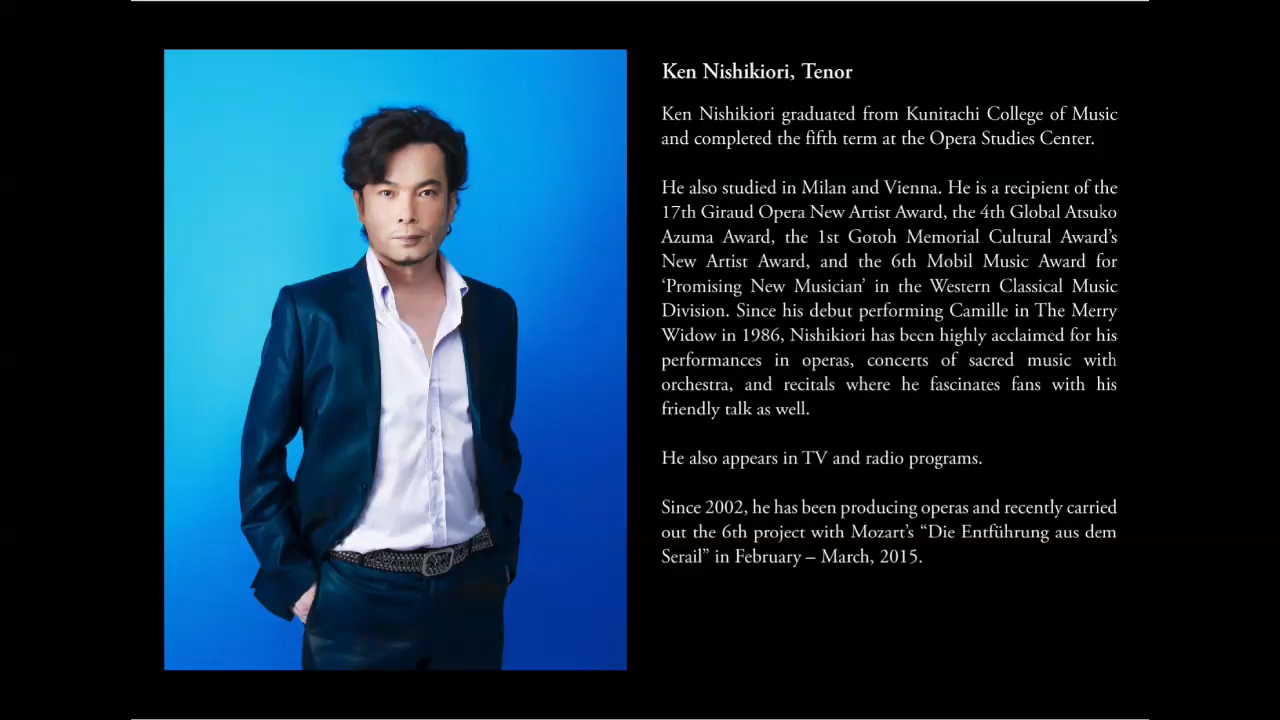 Ken Nishikiori, Tenor
Ken Nishikiori graduated from Kunitachi College of Music
and completed the fifth term at the Opera Studies Center.
He also studied in Milan and Vienna. He is a recipient of the
17th Giraud Opera New Artist Award, the 4th Global Atsuko
Azuma Award, the 1st Gotoh Memorial Cultural Award’s
New Artist Award, and the 6th Mobil Music Award for
‘Promising New Musician’ in the Western Classical Music
Division. Since his debut performing Camille in The Merry
Widow in 1986, Nishikiori has been highly acclaimed for his
performances in operas, concerts of sacred music with
orchestra, and recitals where he fascinates fans with his
friendly talk as well.
He also appears in TV and radio programs.
Since 2002, he has been producing operas and recently carried
out the 6th project with Mozart’s “Die Entführung aus dem
Serail” in February – March, 2015.